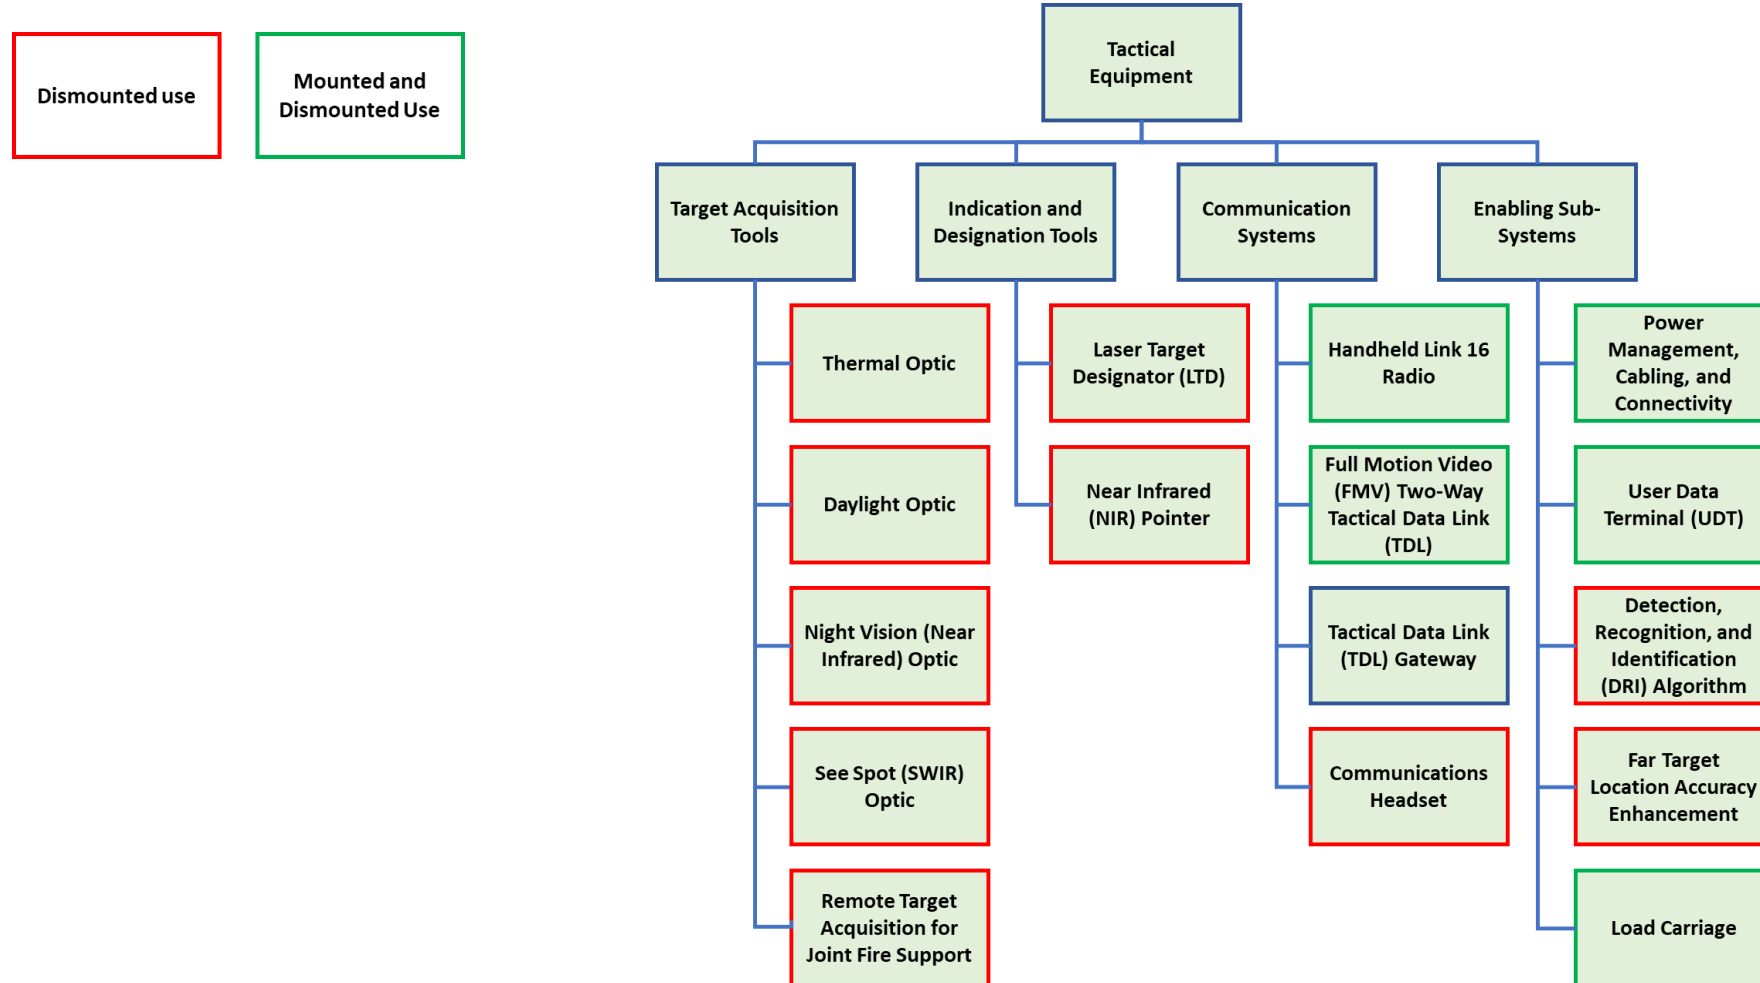 Dismounted use
Mounted and
Dismounted Use
Tactical
Equipment
Target Acquisition
Tools
Indication and
Designation Tools
Communication
Systems
Enabling Sub-
Systems
Thermal Optic
Daylight Optic
Night Vision (Near
Infrared) Optic
See Spot (SWIR)
Optic
Remote Target
Acquisition for
Joint Fire Support
Laser Target
Designator (LTD)
Near Infrared
(NIR) Pointer
Handheld Link 16
Radio
Full Motion Video
(FMV) Two-Way
Tactical Data Link
(TDL)
Tactical Data Link
(TDL) Gateway
Communications
Headset
Power
Management,
Cabling, and
Connectivity
User Data
Terminal (UDT)
Detection,
Recognition, and
Identification
(DRI) Algorithm
Far Target
Location Accuracy
Enhancement
Load Carriage